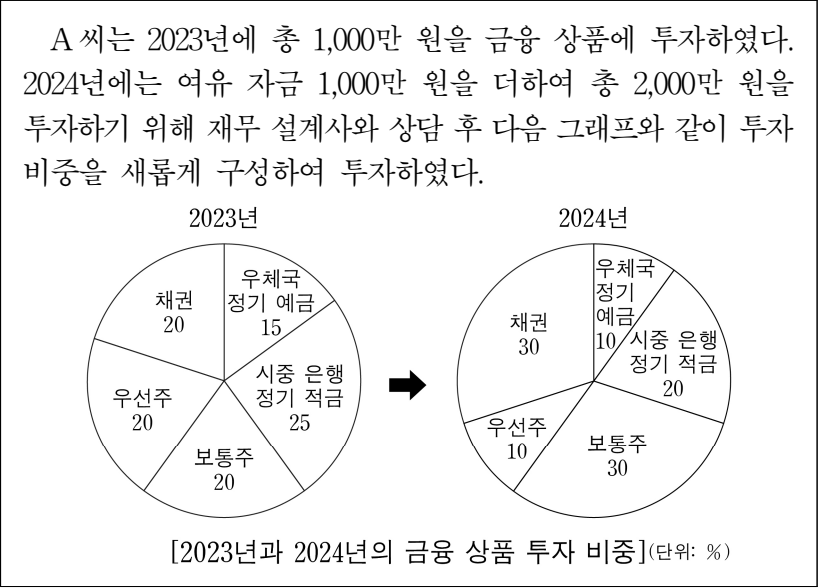 A 씨는 2023년에 총 1,000만 원을 금융 상품에 투자하였다.
2024년에는 여유 자금 1,000만 원을 더하여 총 2,000만 원을
투자하기 위해 재무 설계사와 상담 후 다음 그래프와 같이 투자
비중을 새롭게 구성하여 투자하였다.
2023년
우체국
정기 예금
15
시중 은행
정기 적금
25
보통주
20
우선주
20
채권
20
2024년
우체국
정기
예금
10
시중 은행
정기 적금
20
보통주
30
우선주
10
채권
30
[2023년과 2024년의 금융 상품 투자 비중](단위: %)